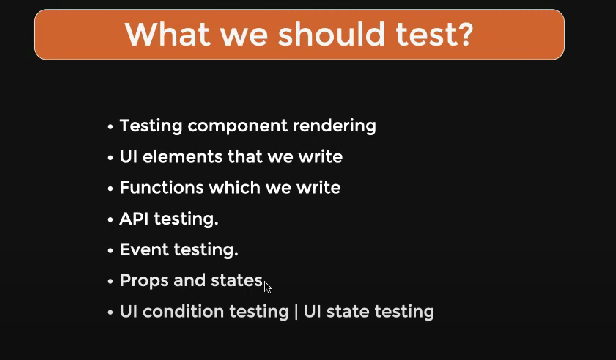 What we should test?
• Testing component rendering
• UI elements that we write
• Functions which we write
• API testing.
• Event testing.
• Props and states
• UI condition testing | UI state testing